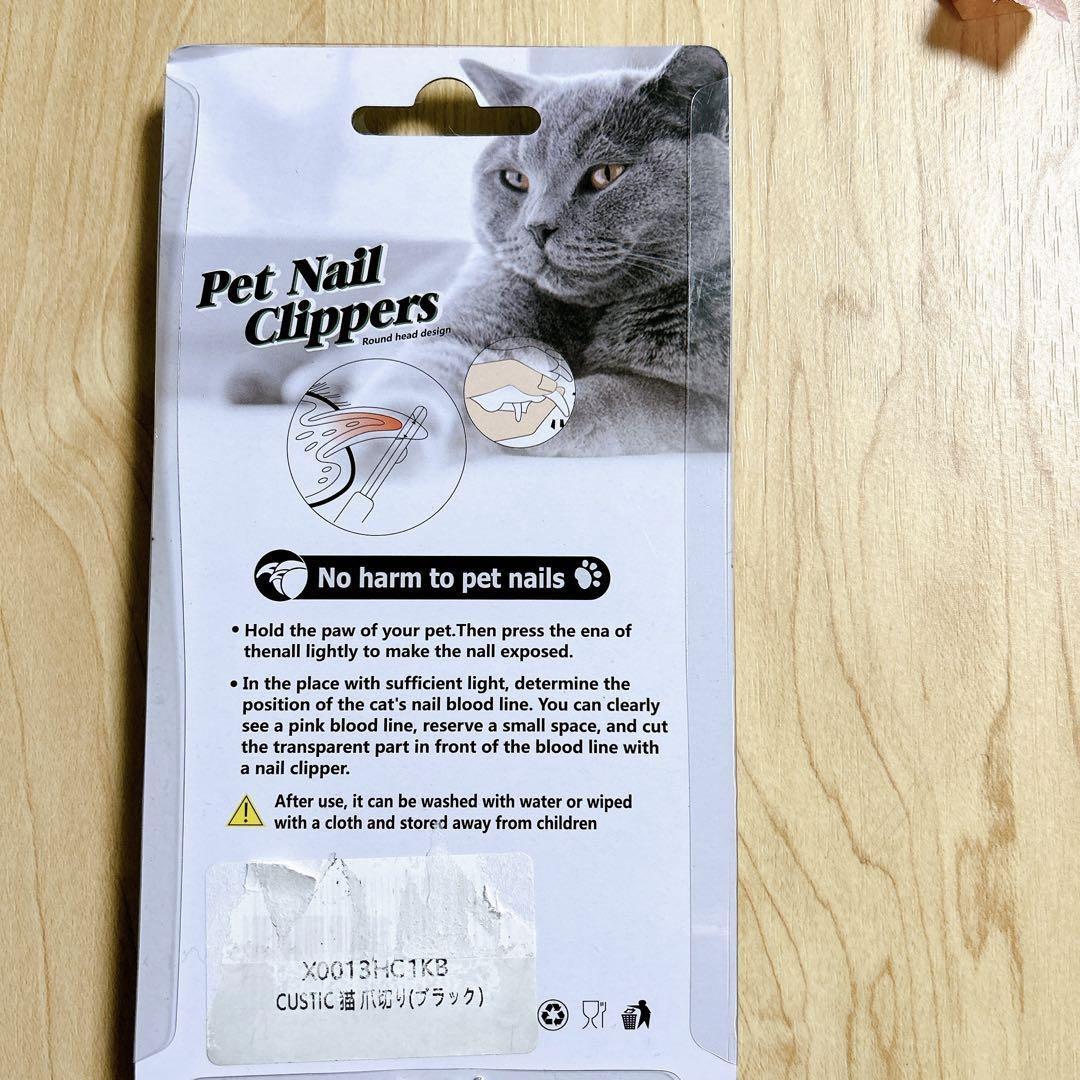 Pet Nail
Clippers
Round head design
No harm to pet nails
• Hold the paw of your pet.Then press the ena of
thenall lightly to make the nall exposed.
• In the place with sufficient light, determine the
position of the cat's nail blood line. You can clearly
see a pink blood line, reserve a small space, and cut
the transparent part in front of the blood line with
a nail clipper.
After use, it can be washed with water or wiped
with a cloth and stored away from children
X0013HC1KB
CUSTIC 猫 爪切り(ブラック)